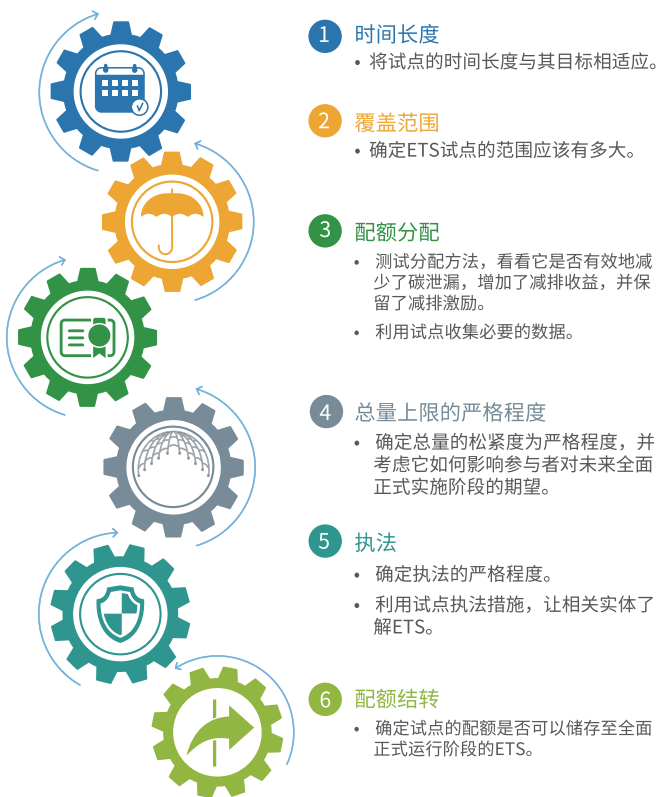 1 时间长度
• 将试点的时间长度与其目标相适应。
2 覆盖范围
• 确定ETS试点的范围应该有多大。
3 配额分配
• 测试分配方法，看看它是否有效地减
少了碳泄漏，增加了减排收益，并保
留了减排激励。
• 利用试点收集必要的数据。
4 总量上限的严格程度
• 确定总量的松紧度为严格程度，并
考虑它如何影响参与者对未来全面
正式实施阶段的期望。
5 执法
• 确定执法的严格程度。
• 利用试点执法措施，让相关实体了
解ETS。
6 配额结转
• 确定试点的配额是否可以储存至全面
正式运行阶段的ETS。